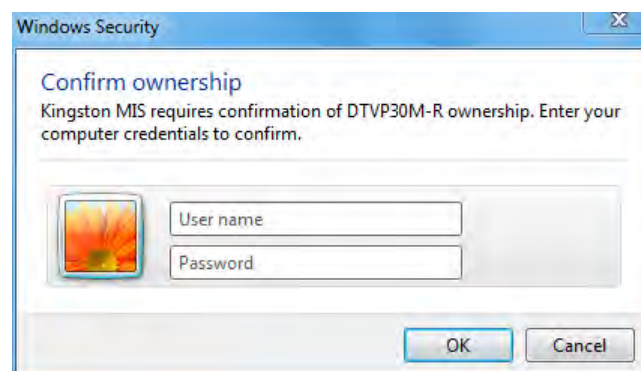 Windows Security
Confirm ownership
Kingston MIS requires confirmation of DTVP30M-R ownership. Enter your
computer credentials to confirm.
User name
Password
OK
Cancel